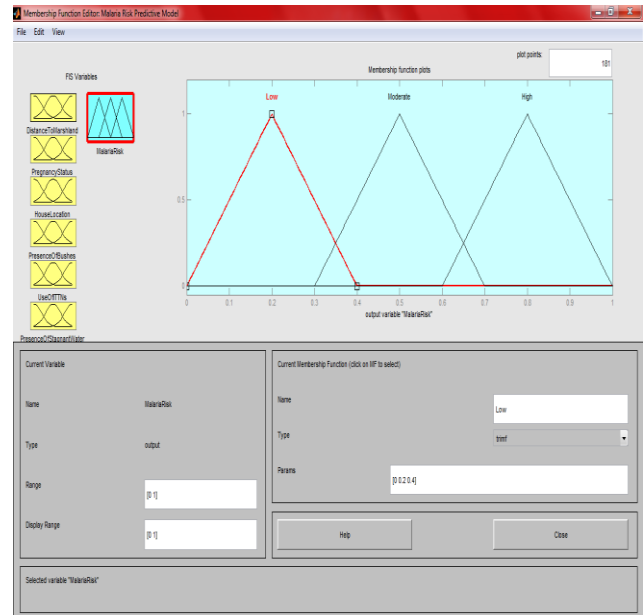 Membership Function Editor: Malaria Risk Predictive Model
File Edit View
FIS Variables
DistanceToMarshland
PregnancyStatus
HouseLocation
PresenceOfBushes
UseOfTTNs
PresenceOfStagnantWater
MalariaRisk
plot points:
181
Membership function plots
Low Moderate High
1
0.5
0
0 0.1 0.2 0.3 0.4 0.5 0.6 0.7 0.8 0.9 1
output variable "MalariaRisk"
Current Variable
Name MalariaRisk
Type output
Range [0 1]
Display Range [0 1]
Current Membership Function (click on MF to select)
Name Low
Type trimf
Params [0 0.2 0.4]
Help Close
Selected variable "MalariaRisk"